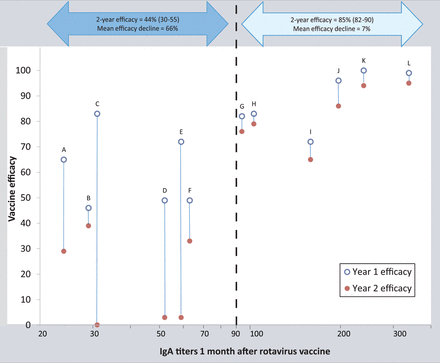 2-year efficacy = 44% (30-55)
Mean efficacy decline = 66%
2-year efficacy = 85% (82-90)
Mean efficacy decline = 7%
Vaccine efficacy
100
90
80
70
60
50
40
30
20
10
0
A
B
C
D
E
F
G
H
I
J
K
L
Year 1 efficacy
Year 2 efficacy
20
30
50
70
90
100
200
300
IgA titers 1 month after rotavirus vaccine